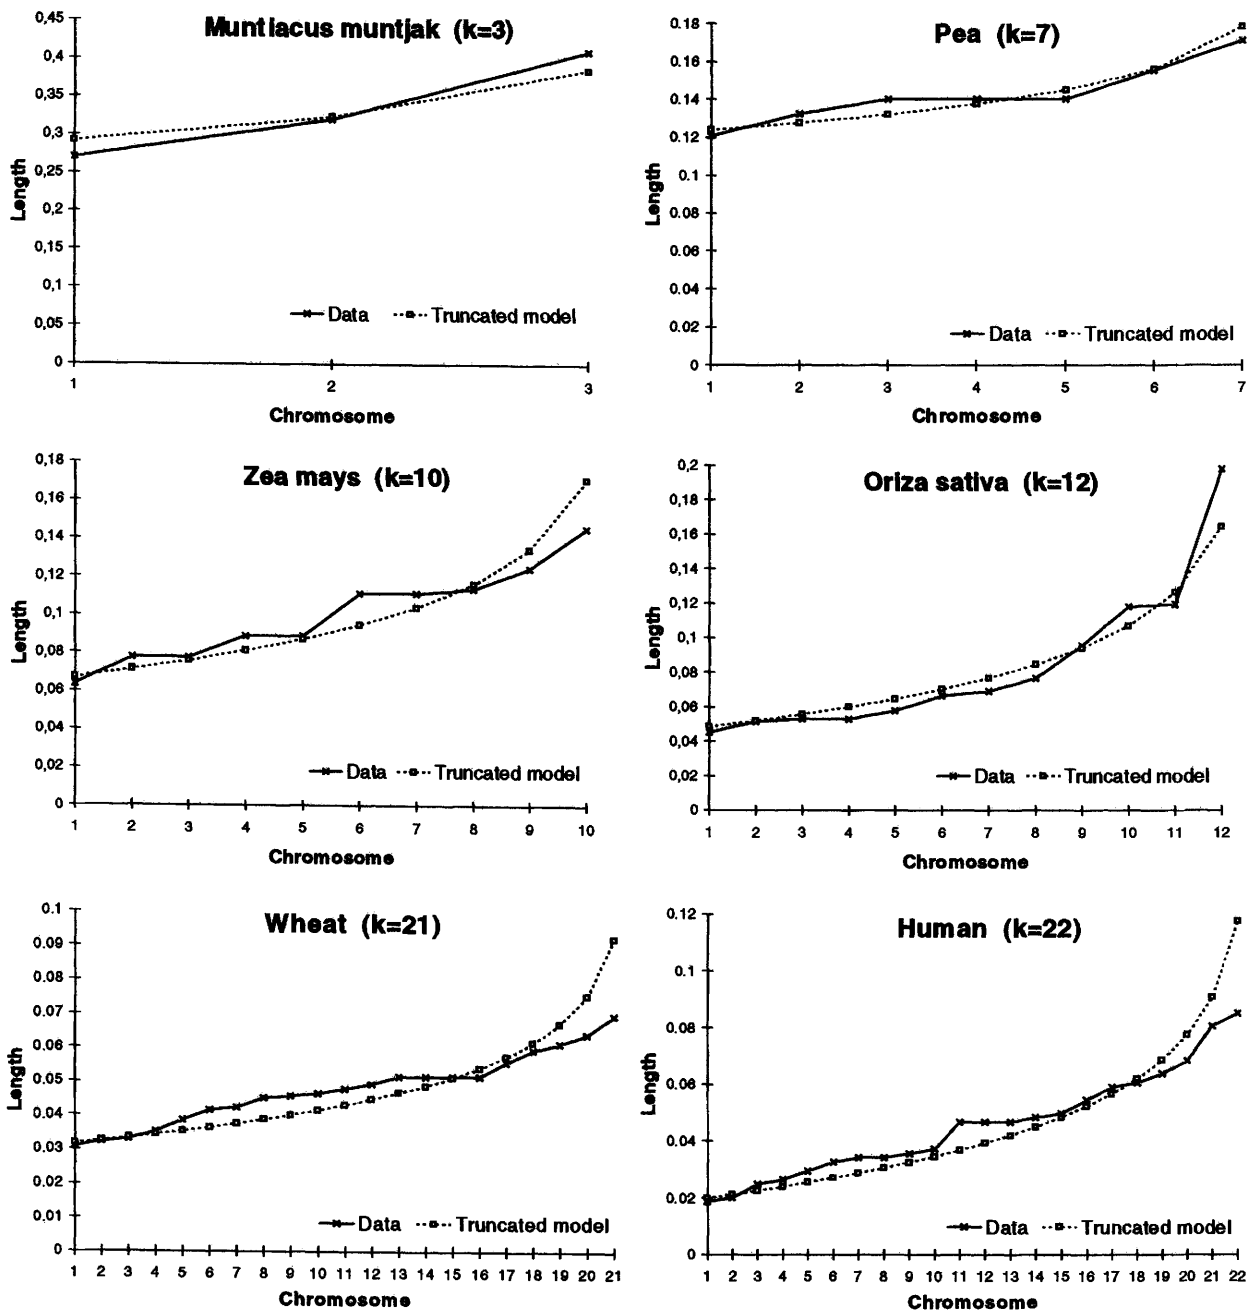 Muntiacus muntjak (k=3)
0,45
0,4
0,35
0,3
0,25
0,2
0,15
0,1
0,05
0
Length
Data Truncated model
1 2 3
Chromosome
Pea (k=7)
0.18
0.16
0.14
0.12
0.1
0.08
0.06
0.04
0.02
0
Length
Data Truncated model
1 2 3 4 5 6 7
Chromosome
Zea mays (k=10)
0,18
0,16
0,14
0,12
0,1
0,08
0,06
0,04
0,02
0
Length
Data Truncated model
1 2 3 4 5 6 7 8 9 10
Chromosome
Oriza sativa (k=12)
0,2
0,18
0,16
0,14
0,12
0,1
0,08
0,06
0,04
0,02
0
Length
Data Truncated model
1 2 3 4 5 6 7 8 9 10 11 12
Chromosome
Wheat (k=21)
0.1
0.09
0.08
0.07
0.06
0.05
0.04
0.03
0.02
0.01
0
Length
Data Truncated model
1 2 3 4 5 6 7 8 9 10 11 12 13 14 15 16 17 18 19 20 21
Chromosome
Human (k=22)
0.12
0.1
0.08
0.06
0.04
0.02
0
Length
Data Truncated model
1 2 3 4 5 6 7 8 9 10 11 12 13 14 15 16 17 18 19 20 21 22
Chromosome